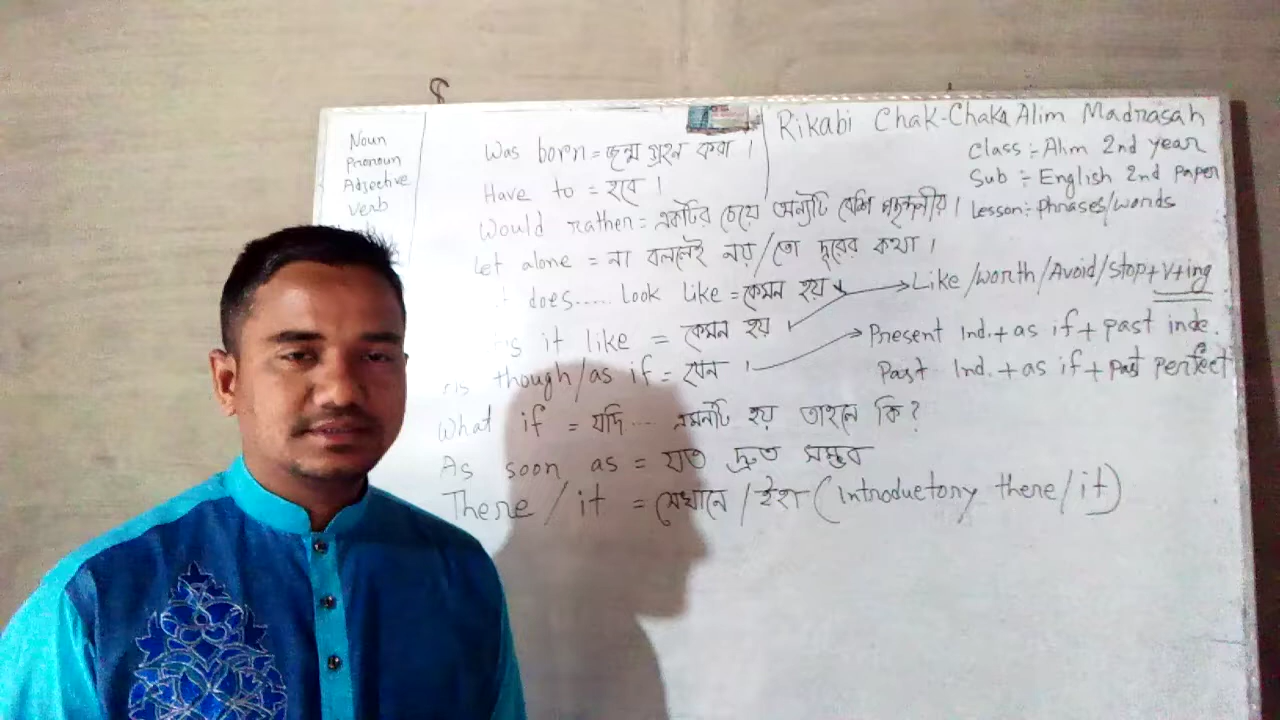 Rikabi Chak-Chaka Alim Madrasah
Class :- Alim 2nd year
Sub :- English 2nd Paper
Lesson:- Phrases/words
Noun
Pronoun
Adjective
verb
Was born = জন্ম গ্রহন করা ।
Have to = হবে ।
Would rather = একটির চেয়ে অন্যটি বেশি পছন্দনীয় ।
Let alone = না বললেই নয়/তো দূরের কথা ।
does..... Look Like = কেমন হয়
→ Like/worth/Avoid/stop+v+ing
is it like = কেমন হয় ।
though/as if = যেন ।
→ Present Ind.+ as if + past inde.
Past Ind. + as if + past perfect
What if = যদি... এমনটি হয় তাহলে কি?
As soon as = যত দ্রুত সম্ভব
There / it = সেখানে / ইহা (Introductory there/it)